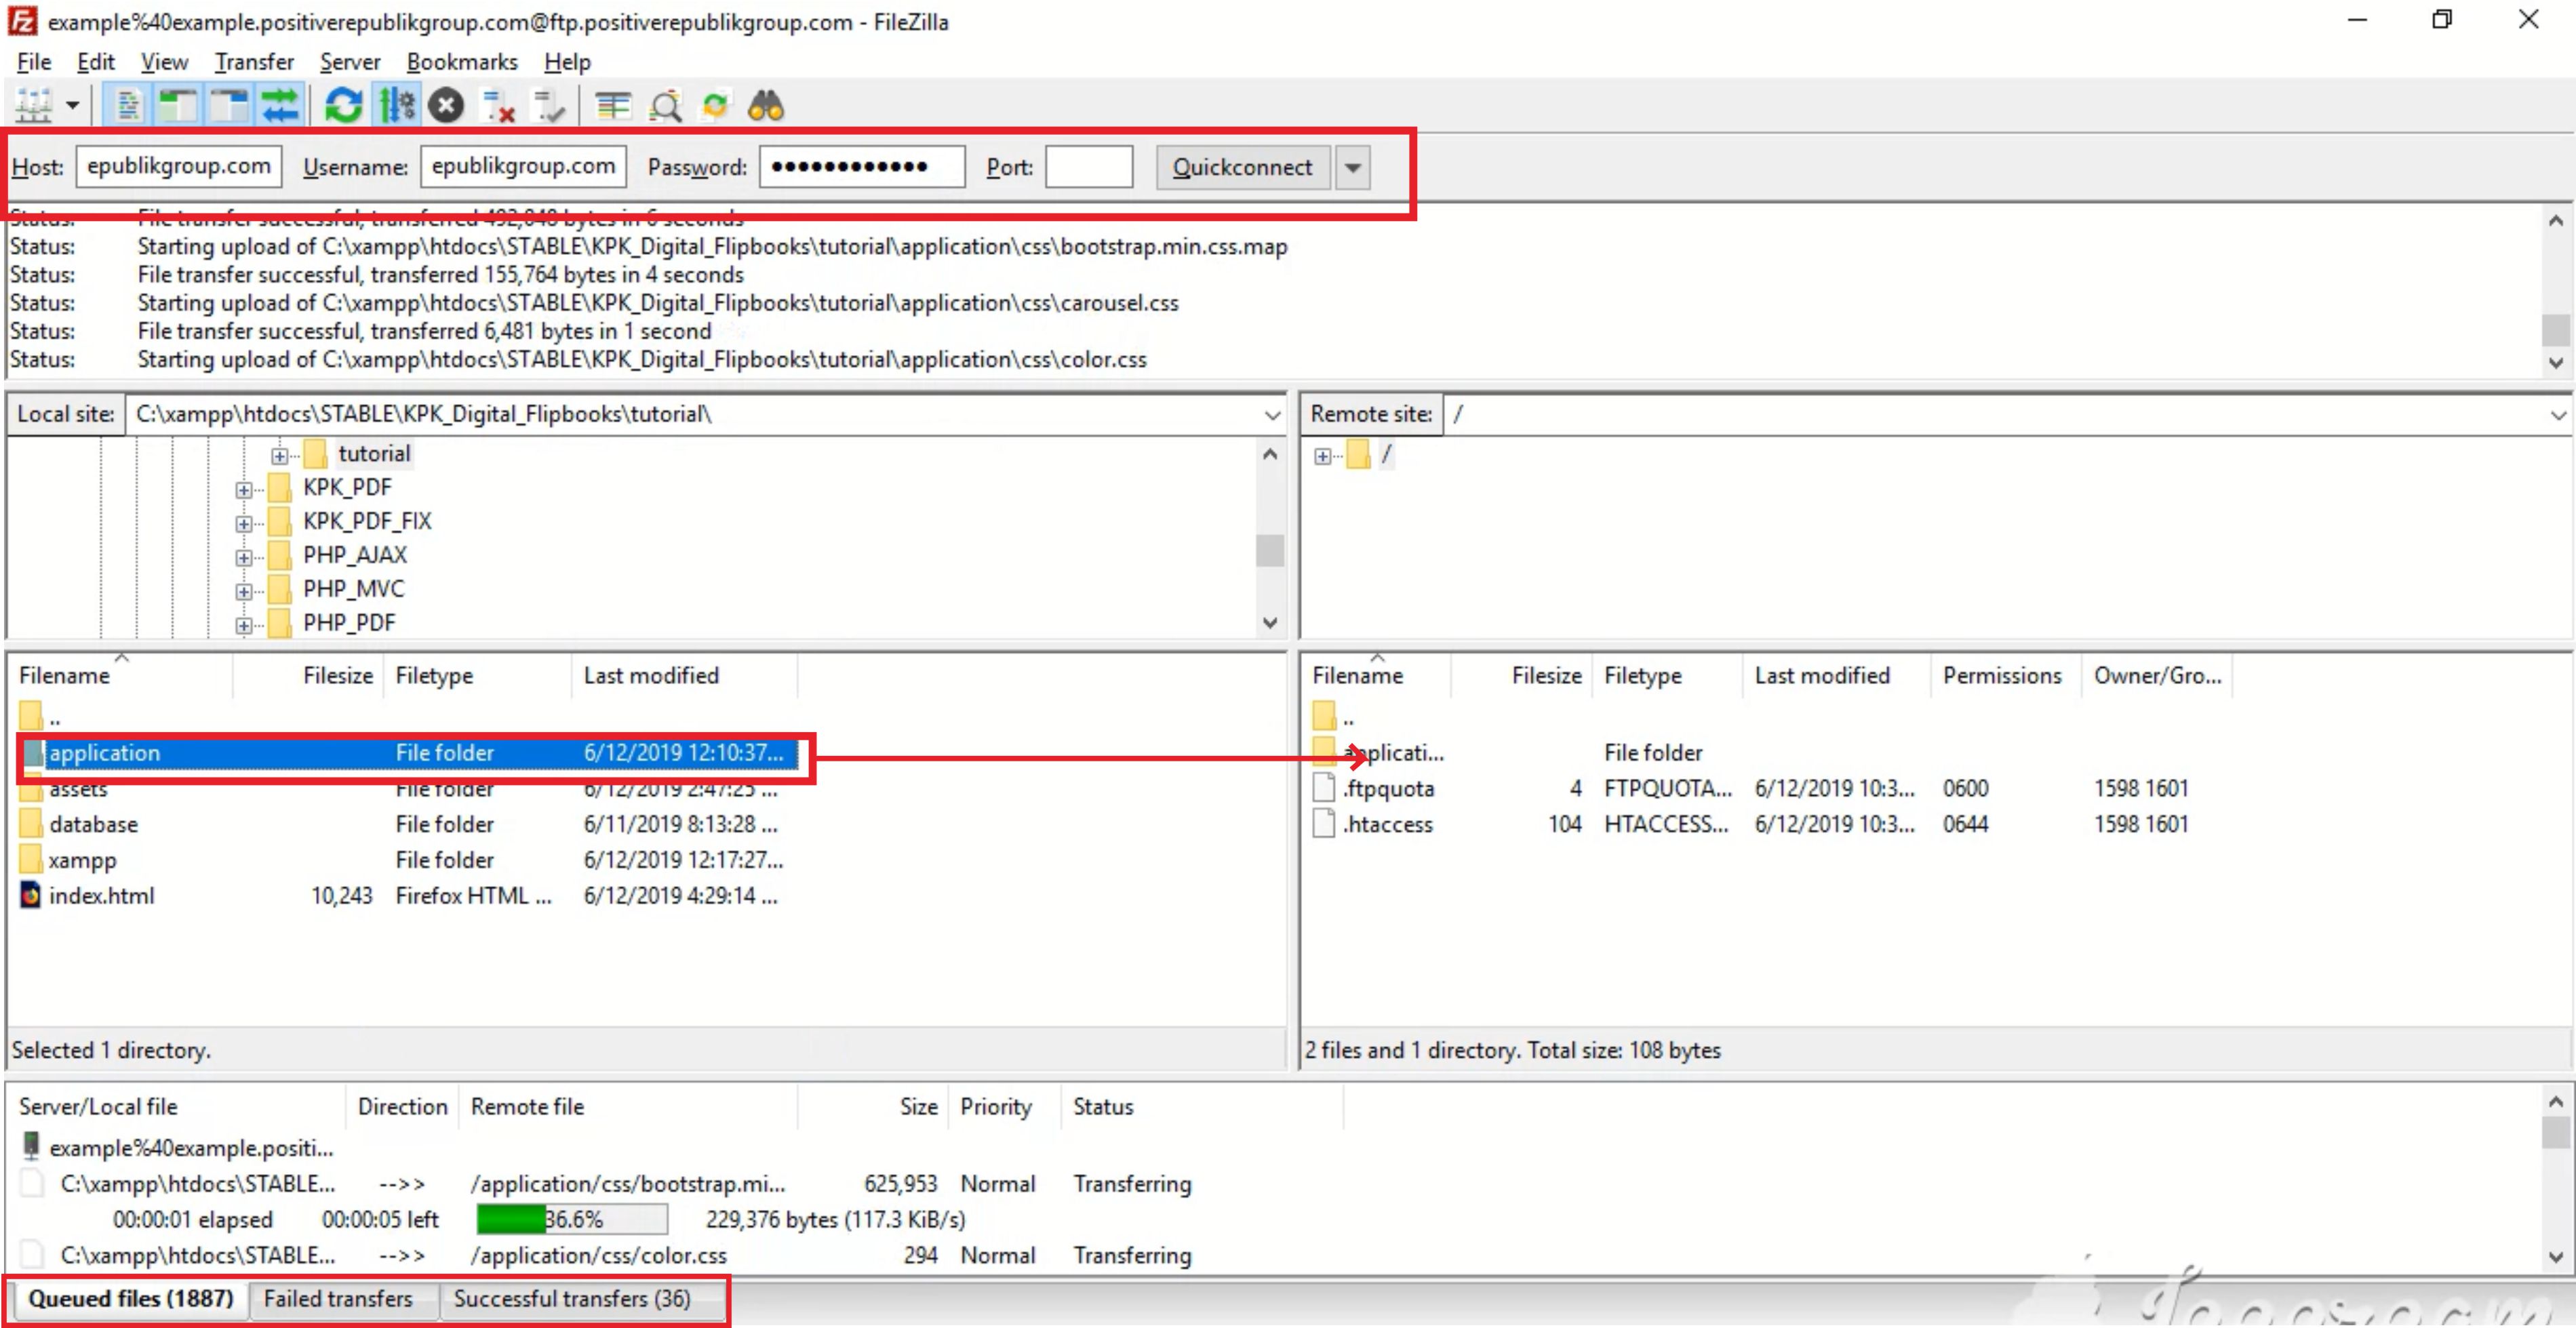 example%40example.positiverepublikgroup.com@ftp.positiverepublikgroup.com - FileZilla
File Edit View Transfer Server Bookmarks Help
Host: epublikgroup.com Username: epublikgroup.com Password: ●●●●●●●●●●●● Port: Quickconnect
Status: File transfer successful, transferred 492,048 bytes in 6 seconds
Status: Starting upload of C:\xampp\htdocs\STABLE\KPK_Digital_Flipbooks\tutorial\application\css\bootstrap.min.css.map
Status: File transfer successful, transferred 155,764 bytes in 4 seconds
Status: Starting upload of C:\xampp\htdocs\STABLE\KPK_Digital_Flipbooks\tutorial\application\css\carousel.css
Status: File transfer successful, transferred 6,481 bytes in 1 second
Status: Starting upload of C:\xampp\htdocs\STABLE\KPK_Digital_Flipbooks\tutorial\application\css\color.css
Local site: C:\xampp\htdocs\STABLE\KPK_Digital_Flipbooks\tutorial\
tutorial
KPK_PDF
KPK_PDF_FIX
PHP_AJAX
PHP_MVC
PHP_PDF
Remote site: /
/
Filename Filesize Filetype Last modified
..
application File folder 6/12/2019 12:10:37...
assets File folder 6/12/2019 2:47:25 ...
database File folder 6/11/2019 8:13:28 ...
xampp File folder 6/12/2019 12:17:27...
index.html 10,243 Firefox HTML ... 6/12/2019 4:29:14 ...
Selected 1 directory.
Filename Filesize Filetype Last modified Permissions Owner/Gro...
..
applicati... File folder
.ftpquota 4 FTPQUOTA... 6/12/2019 10:3... 0600 1598 1601
.htaccess 104 HTACCESS... 6/12/2019 10:3... 0644 1598 1601
2 files and 1 directory. Total size: 108 bytes
Server/Local file Direction Remote file Size Priority Status
example%40example.positi...
C:\xampp\htdocs\STABLE... -->> /application/css/bootstrap.mi... 625,953 Normal Transferring
00:00:01 elapsed 00:00:05 left 36.6% 229,376 bytes (117.3 KiB/s)
C:\xampp\htdocs\STABLE... -->> /application/css/color.css 294 Normal Transferring
Queued files (1887) Failed transfers Successful transfers (36)